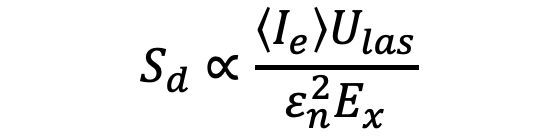 S_d ∝ ⟨I_e⟩U_las / ε_n^2 E_x